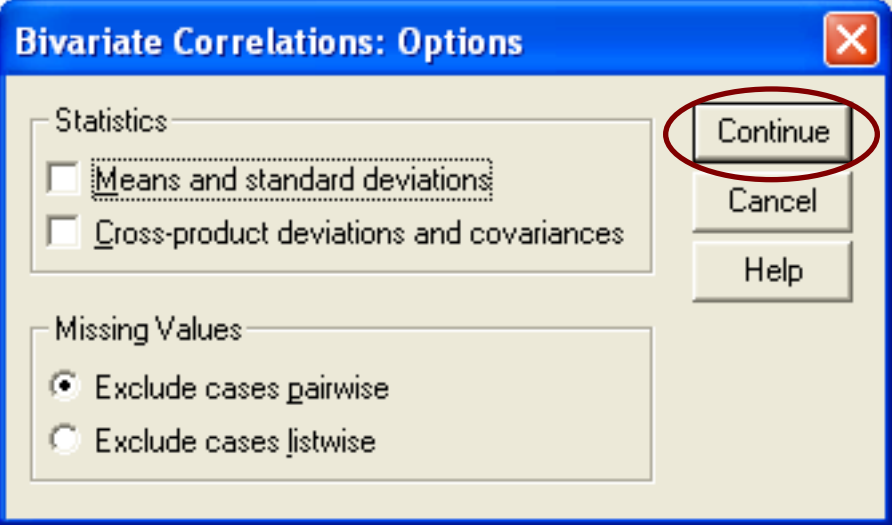 Bivariate Correlations: Options
Statistics
Means and standard deviations
Cross-product deviations and covariances
Missing Values
Exclude cases pairwise
Exclude cases listwise
Continue
Cancel
Help